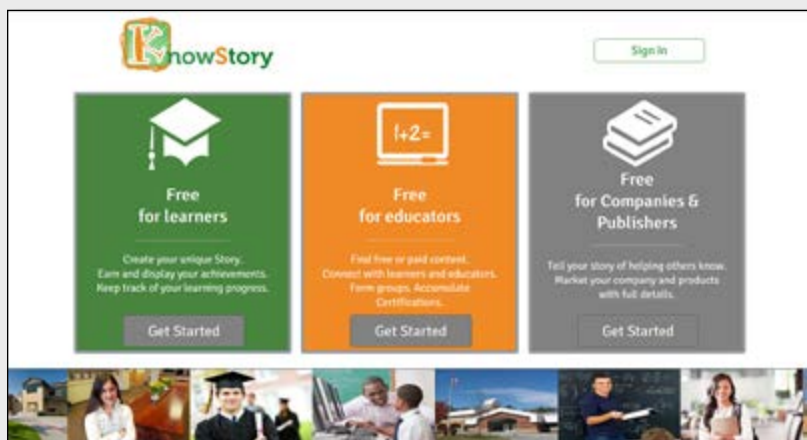 KnowStory
Sign In
Free
for learners
Create your unique Story.
Earn and display your achievements.
Keep track of your learning progress.
Get Started
1+2=
Free
for educators
Find free or paid content.
Connect with learners and educators.
Form groups. Accumulate
Certifications.
Get Started
Free
for Companies &
Publishers
Tell your story of helping others know.
Market your company and products
with full details.
Get Started